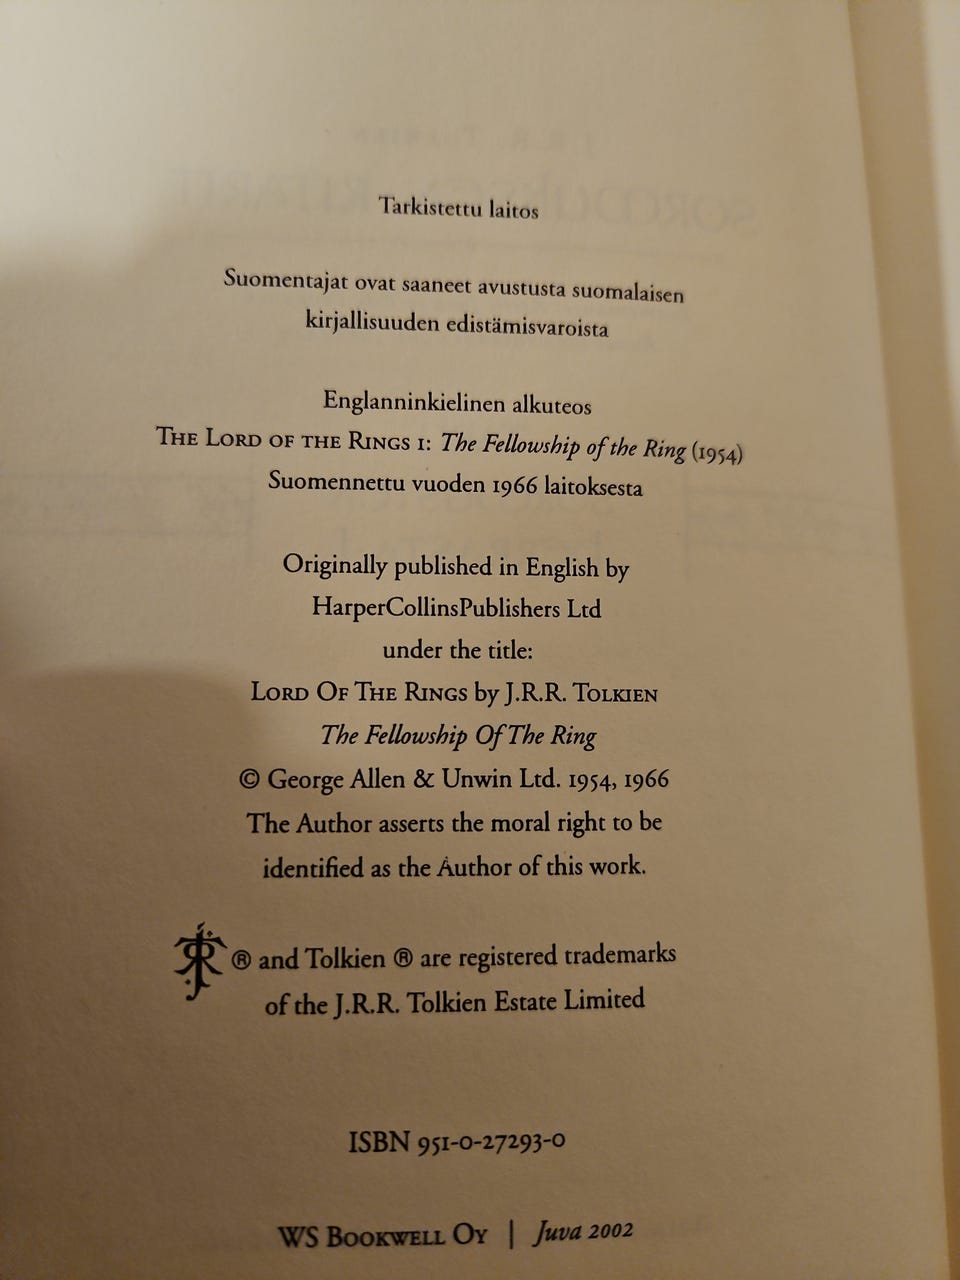 Tarkistettu laitos
Suomentajat ovat saaneet avustusta suomalaisen
kirjallisuuden edistämisvaroista
Englanninkielinen alkuteos
THE LORD OF THE RINGS I: The Fellowship of the Ring (1954)
Suomennettu vuoden 1966 laitoksesta
Originally published in English by
HarperCollinsPublishers Ltd
under the title:
LORD OF THE RINGS by J.R.R. TOLKIEN
The Fellowship Of The Ring
© George Allen & Unwin Ltd. 1954, 1966
The Author asserts the moral right to be
identified as the Author of this work.
® and Tolkien ® are registered trademarks
of the J.R.R. Tolkien Estate Limited
ISBN 951-0-27293-0
WS BOOKWELL OY | Juva 2002